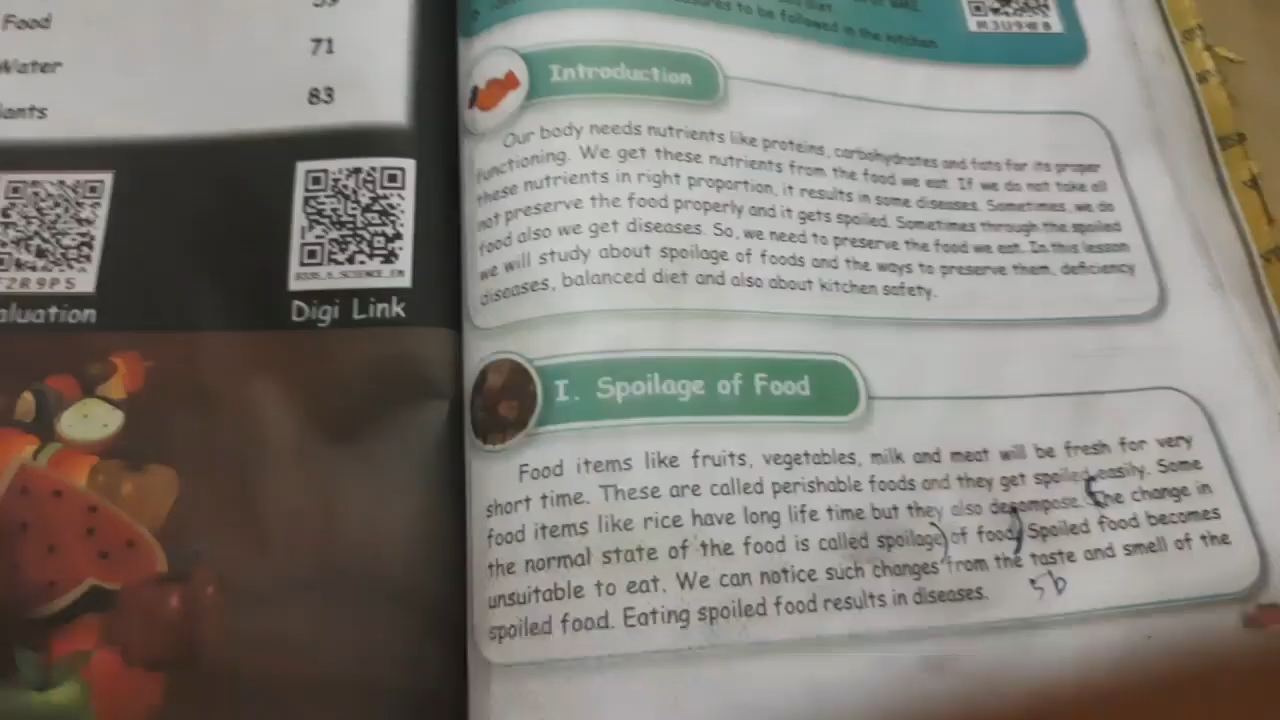 Food
Water
71
83
Evaluation
Digi Link
measures to be followed in the kitchen
M3U9W8
Introduction
Our body needs nutrients like proteins, carbohydrates and fats for its proper
functioning. We get these nutrients from the food we eat. If we do not take all
these nutrients in right proportion, it results in some diseases. Sometimes, we do
not preserve the food properly and it gets spoiled. Sometimes through the spoiled
food also we get diseases. So, we need to preserve the food we eat. In this lesson
we will study about spoilage of foods and the ways to preserve them, deficiency
diseases, balanced diet and also about kitchen safety.
I. Spoilage of Food
Food items like fruits, vegetables, milk and meat will be fresh for very
short time. These are called perishable foods and they get spoiled easily. Some
food items like rice have long life time but they also decompose. The change in
the normal state of the food is called spoilage of food. Spoiled food becomes
unsuitable to eat. We can notice such changes from the taste and smell of the
spoiled food. Eating spoiled food results in diseases.
5b